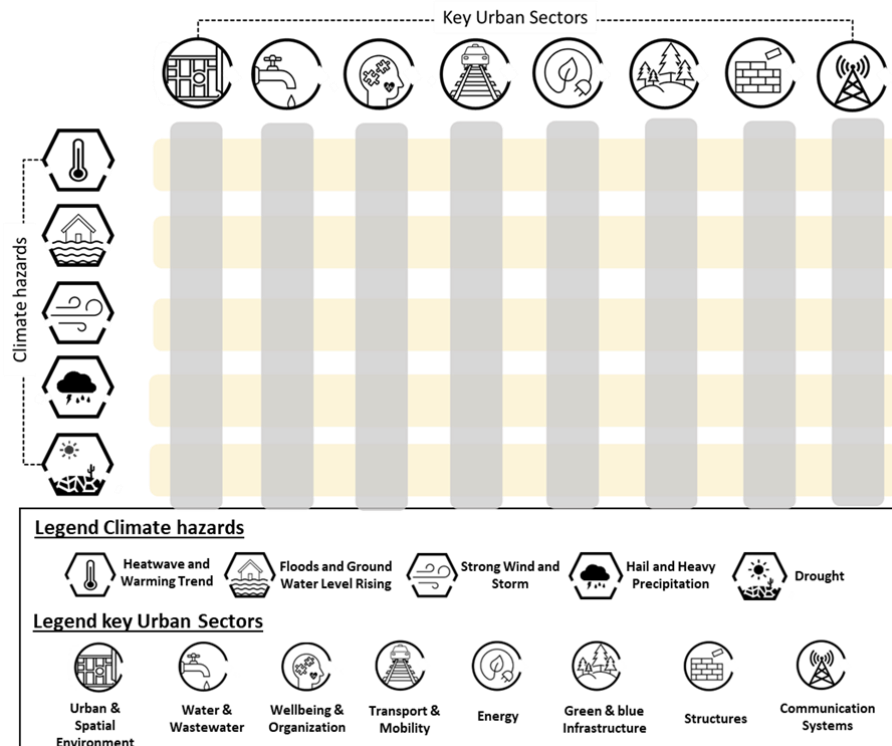 Key Urban Sectors
Climate hazards
Legend Climate hazards
Heatwave and
Warming Trend
Floods and Ground
Water Level Rising
Strong Wind and
Storm
Hail and Heavy
Precipitation
Drought
Legend key Urban Sectors
Urban &
Spatial
Environment
Water &
Wastewater
Wellbeing &
Organization
Transport &
Mobility
Energy
Green & blue
Infrastructure
Structures
Communication
Systems